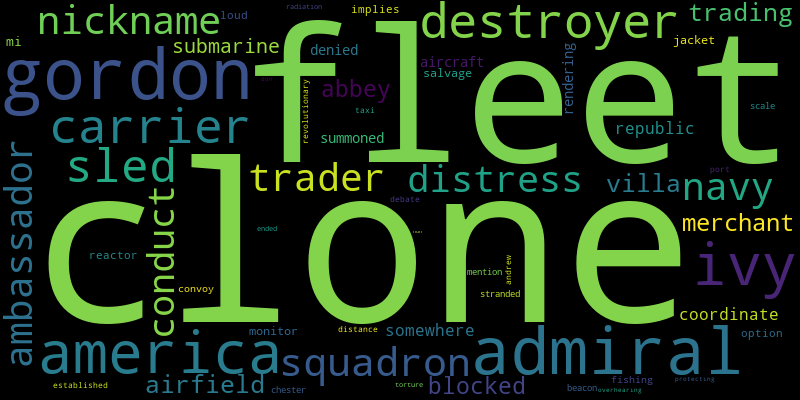 radiation
implies
trading
nickname
loud
destroyer
mi
submarine
denied
jacket
fleet
gordon
aircraft
salvage
rendering
abbey
revolutionary
taxi
scale
carrier
summoned
republic
sled
port
trader
distress
villa
navy
ambassador
conduct
clone
debate
merchant
ended
reactor
mention
andrew
ivy
convoy
stranded
coordinate
monitor
distance
somewhere
option
america
squadron
admiral
established
airfield
chester
torture
blocked
beacon
fishing
protecting
overhearing